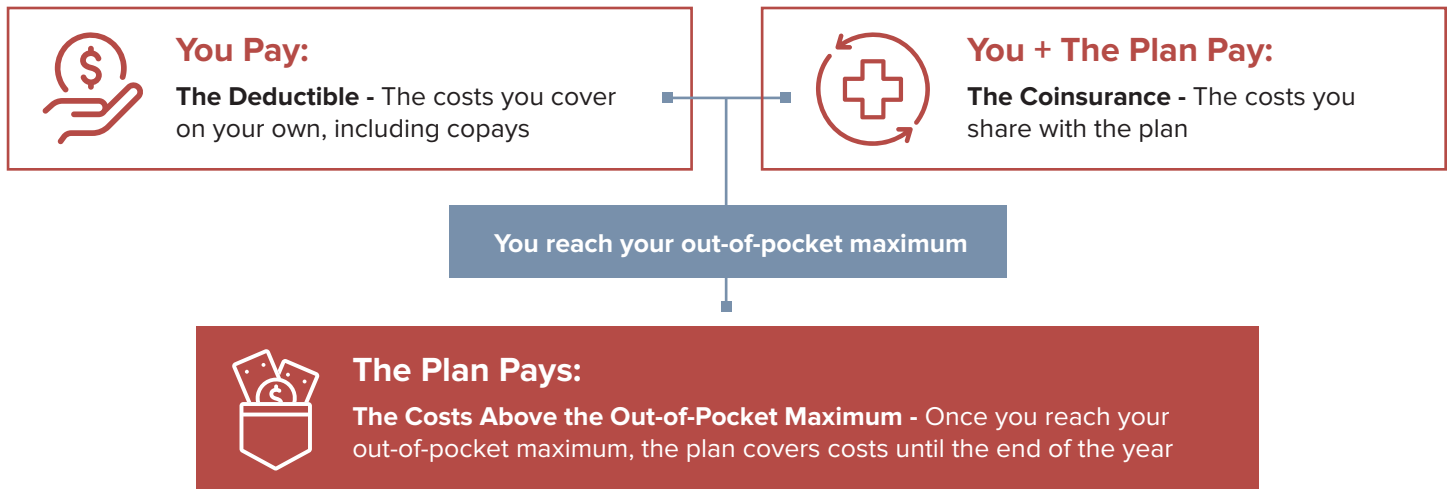 You Pay:
The Deductible - The costs you cover
on your own, including copays
You + The Plan Pay:
The Coinsurance - The costs you
share with the plan
You reach your out-of-pocket maximum
The Plan Pays:
The Costs Above the Out-of-Pocket Maximum - Once you reach your
out-of-pocket maximum, the plan covers costs until the end of the year